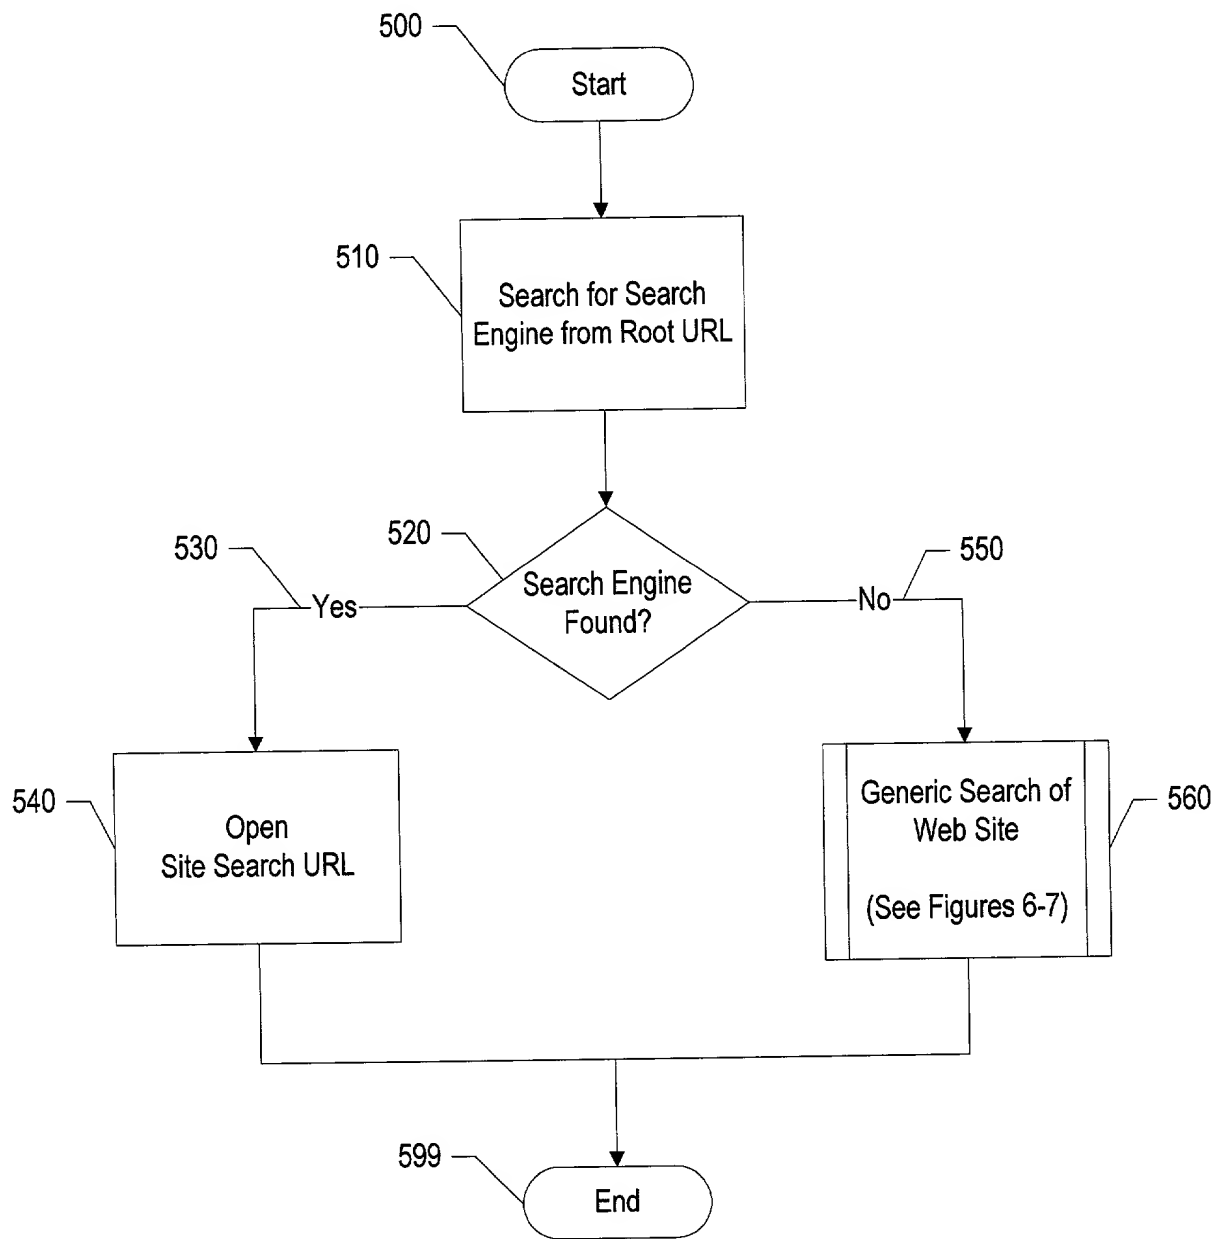 500
Start
510
Search for Search
Engine from Root URL
520
530
550
Search Engine
Found?
Yes
No
540
Open
Site Search URL
Generic Search of
Web Site
(See Figures 6-7)
560
599
End